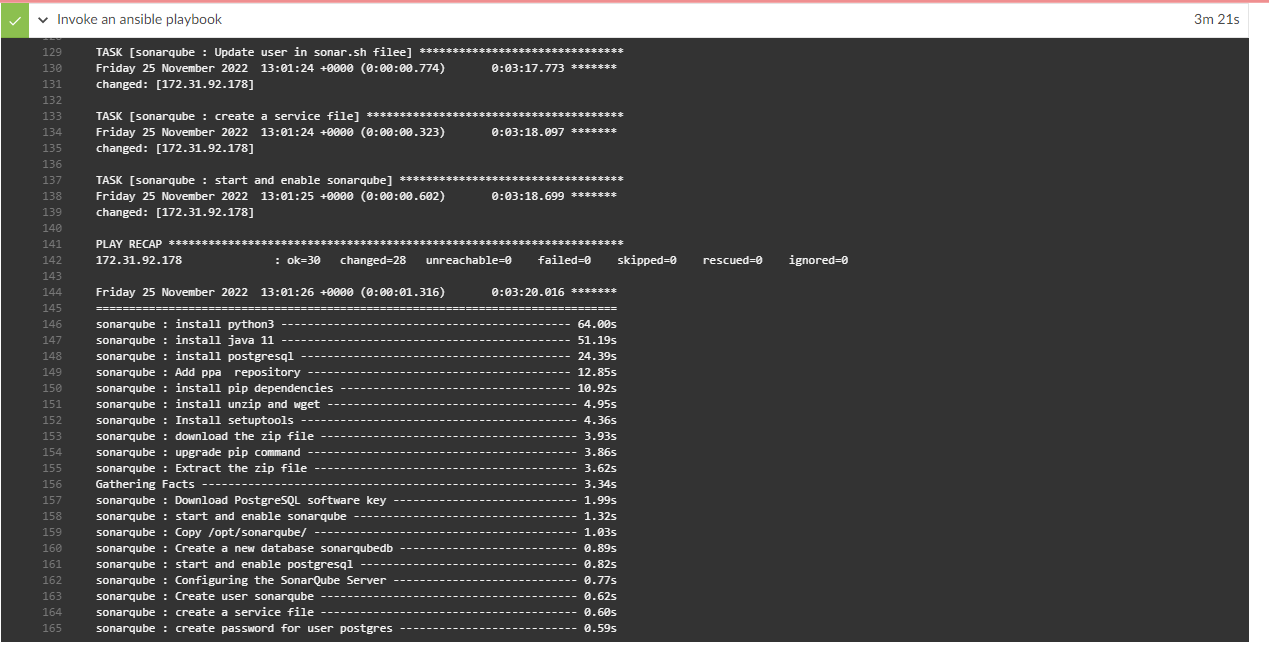 Invoke an ansible playbook 3m 21s
129 TASK [sonarqube : Update user in sonar.sh filee] *******************************
130 Friday 25 November 2022  13:01:24 +0000 (0:00:00.774)       0:03:17.773 *******
131 changed: [172.31.92.178]
132
133 TASK [sonarqube : create a service file] ***************************************
134 Friday 25 November 2022  13:01:24 +0000 (0:00:00.323)       0:03:18.097 *******
135 changed: [172.31.92.178]
136
137 TASK [sonarqube : start and enable sonarqube] **********************************
138 Friday 25 November 2022  13:01:25 +0000 (0:00:00.602)       0:03:18.699 *******
139 changed: [172.31.92.178]
140
141 PLAY RECAP *********************************************************************
142 172.31.92.178              : ok=30   changed=28   unreachable=0    failed=0    skipped=0    rescued=0    ignored=0
143
144 Friday 25 November 2022  13:01:26 +0000 (0:00:01.316)       0:03:20.016 *******
145 ===============================================================================
146 sonarqube : install python3 -------------------------------------------- 64.00s
147 sonarqube : install java 11 -------------------------------------------- 51.19s
148 sonarqube : install postgresql ----------------------------------------- 24.39s
149 sonarqube : Add ppa  repository ---------------------------------------- 12.85s
150 sonarqube : install pip dependencies ----------------------------------- 10.92s
151 sonarqube : install unzip and wget -------------------------------------- 4.95s
152 sonarqube : Install setuptools ------------------------------------------ 4.36s
153 sonarqube : download the zip file --------------------------------------- 3.93s
154 sonarqube : upgrade pip command ----------------------------------------- 3.86s
155 sonarqube : Extract the zip file ---------------------------------------- 3.62s
156 Gathering Facts --------------------------------------------------------- 3.34s
157 sonarqube : Download PostgreSQL software key ---------------------------- 1.99s
158 sonarqube : start and enable sonarqube ---------------------------------- 1.32s
159 sonarqube : Copy /opt/sonarqube/ ---------------------------------------- 1.03s
160 sonarqube : Create a new database sonarqubedb --------------------------- 0.89s
161 sonarqube : start and enable postgresql --------------------------------- 0.82s
162 sonarqube : Configuring the SonarQube Server ---------------------------- 0.77s
163 sonarqube : Create user sonarqube --------------------------------------- 0.62s
164 sonarqube : create a service file --------------------------------------- 0.60s
165 sonarqube : create password for user postgres --------------------------- 0.59s